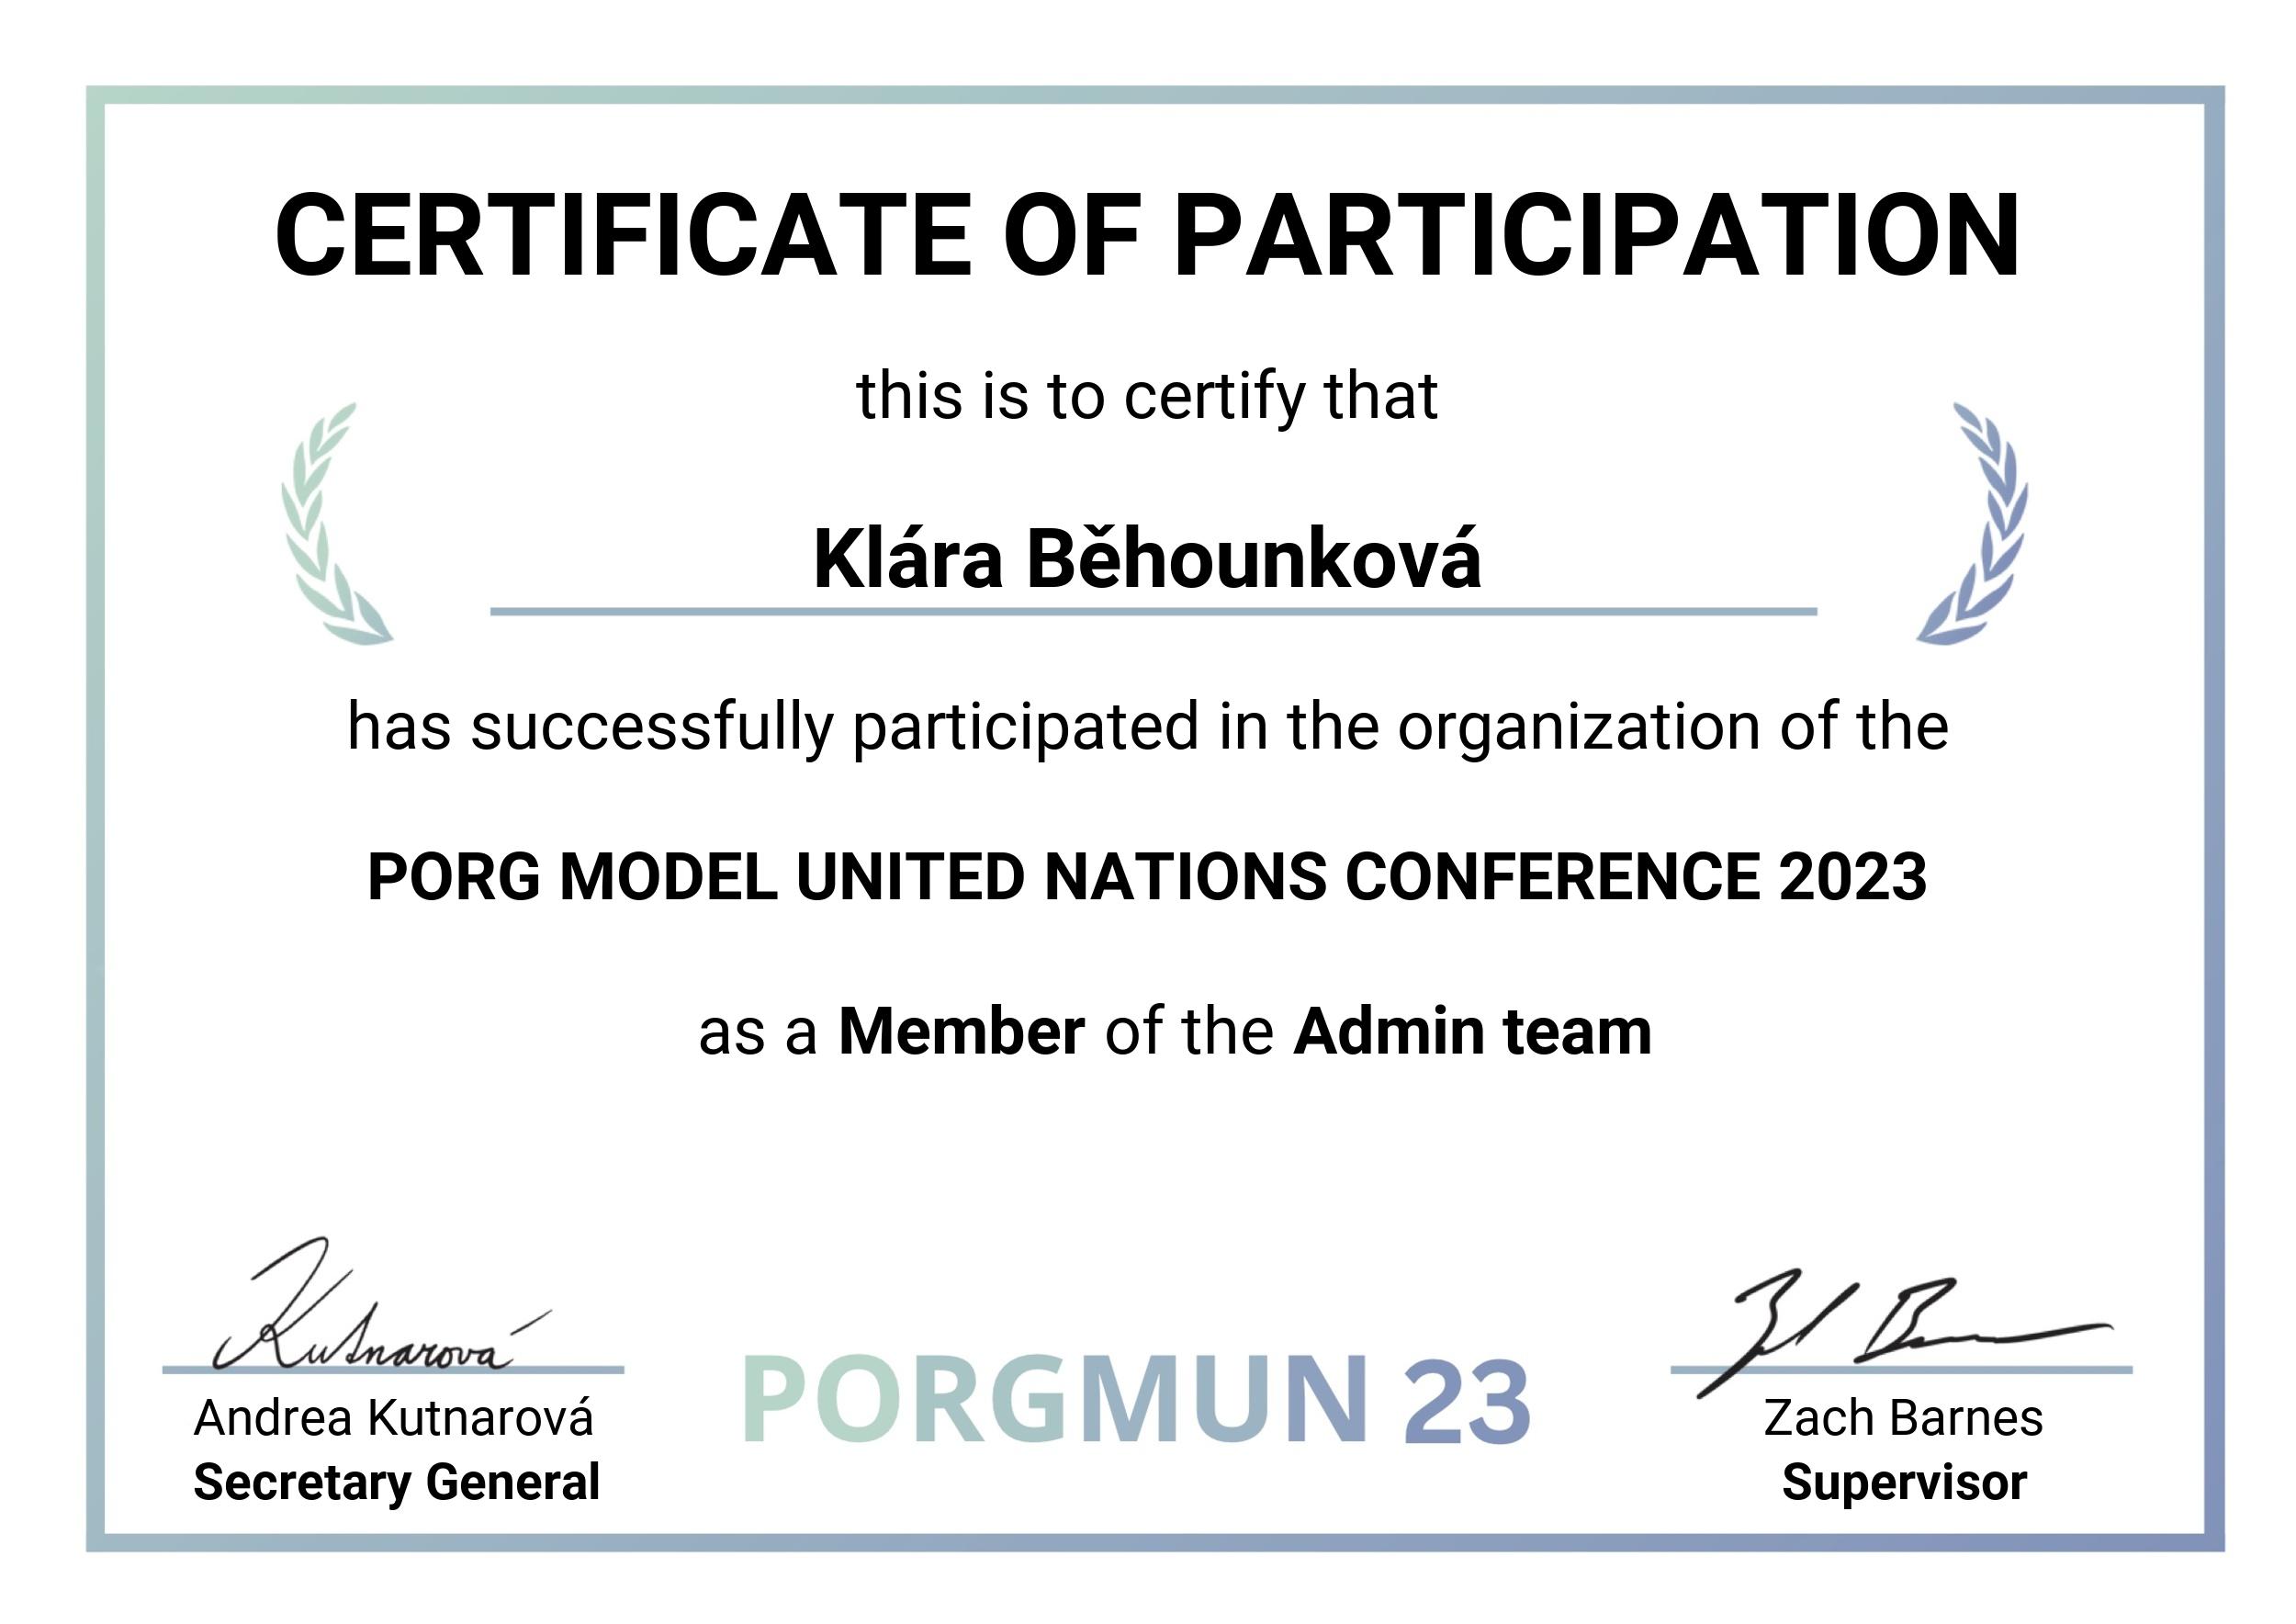 CERTIFICATE OF PARTICIPATION
this is to certify that
Klára Běhounková
has successfully participated in the organization of the
PORG MODEL UNITED NATIONS CONFERENCE 2023
as a Member of the Admin team
Kutnarová
Z B
Andrea Kutnarová
Secretary General
PORGMUN 23
Zach Barnes
Supervisor